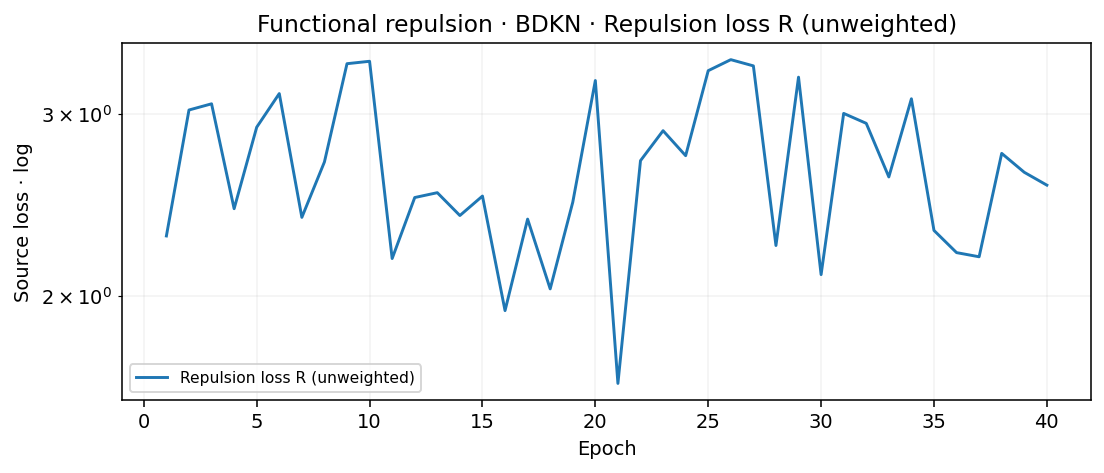 Functional repulsion · BDKN · Repulsion loss R (unweighted)
Source loss · log
3 × 10⁰
2 × 10⁰
Repulsion loss R (unweighted)
0 5 10 15 20 25 30 35 40
Epoch